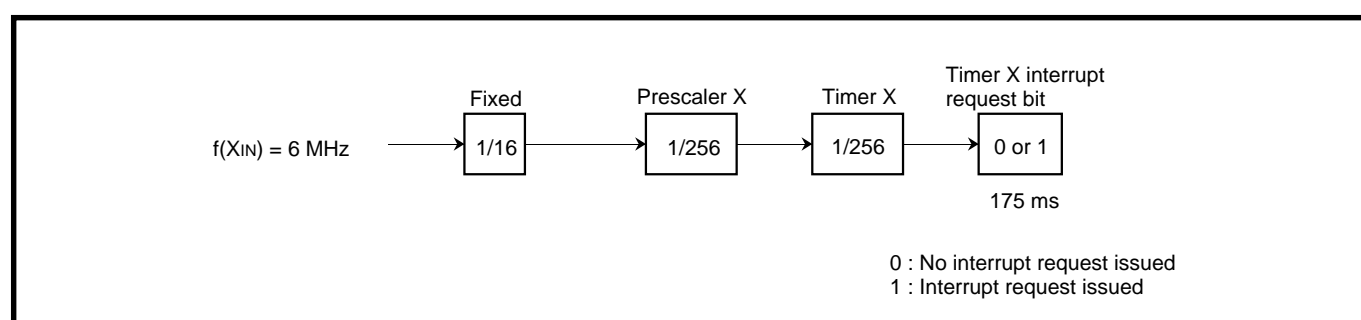 Timer X interrupt
request bit
Fixed
Prescaler X
Timer X
f(XIN) = 6 MHz
1/16
1/256
1/256
0 or 1
175 ms
0 : No interrupt request issued
1 : Interrupt request issued